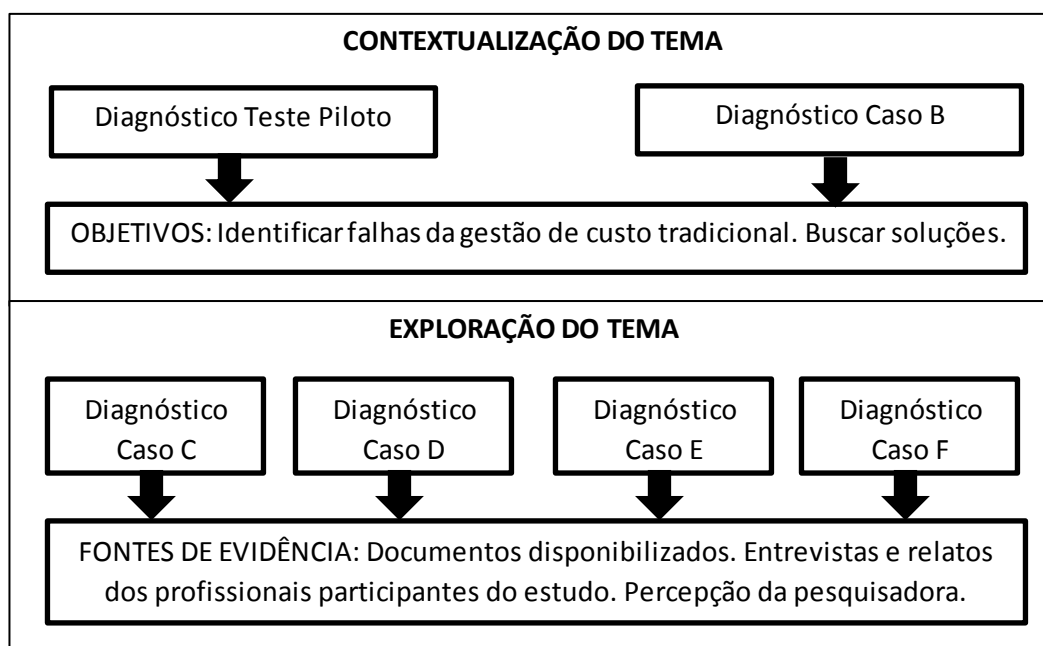 CONTEXTUALIZAÇÃO DO TEMA
Diagnóstico Teste Piloto
Diagnóstico Caso B
OBJETIVOS: Identificar falhas da gestão de custo tradicional. Buscar soluções.
EXPLORAÇÃO DO TEMA
Diagnóstico
Caso C
Diagnóstico
Caso D
Diagnóstico
Caso E
Diagnóstico
Caso F
FONTES DE EVIDÊNCIA: Documentos disponibilizados. Entrevistas e relatos
dos profissionais participantes do estudo. Percepção da pesquisadora.